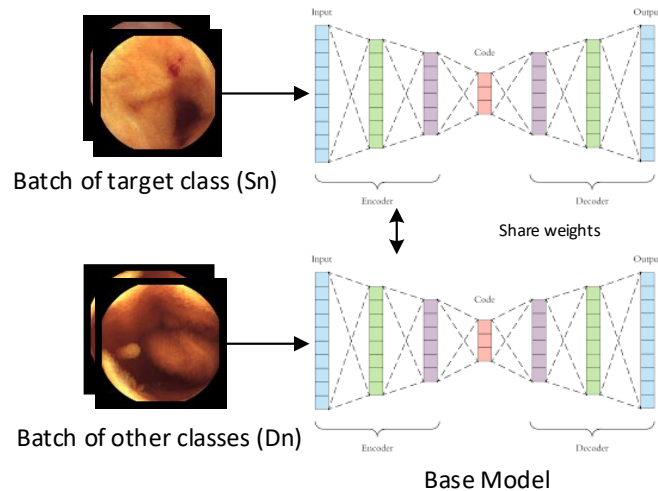 Input
Output
Code
Batch of target class (Sn)
Encoder
Decoder
Share weights
Input
Output
Code
Batch of other classes (Dn)
Encoder
Decoder
Base Model